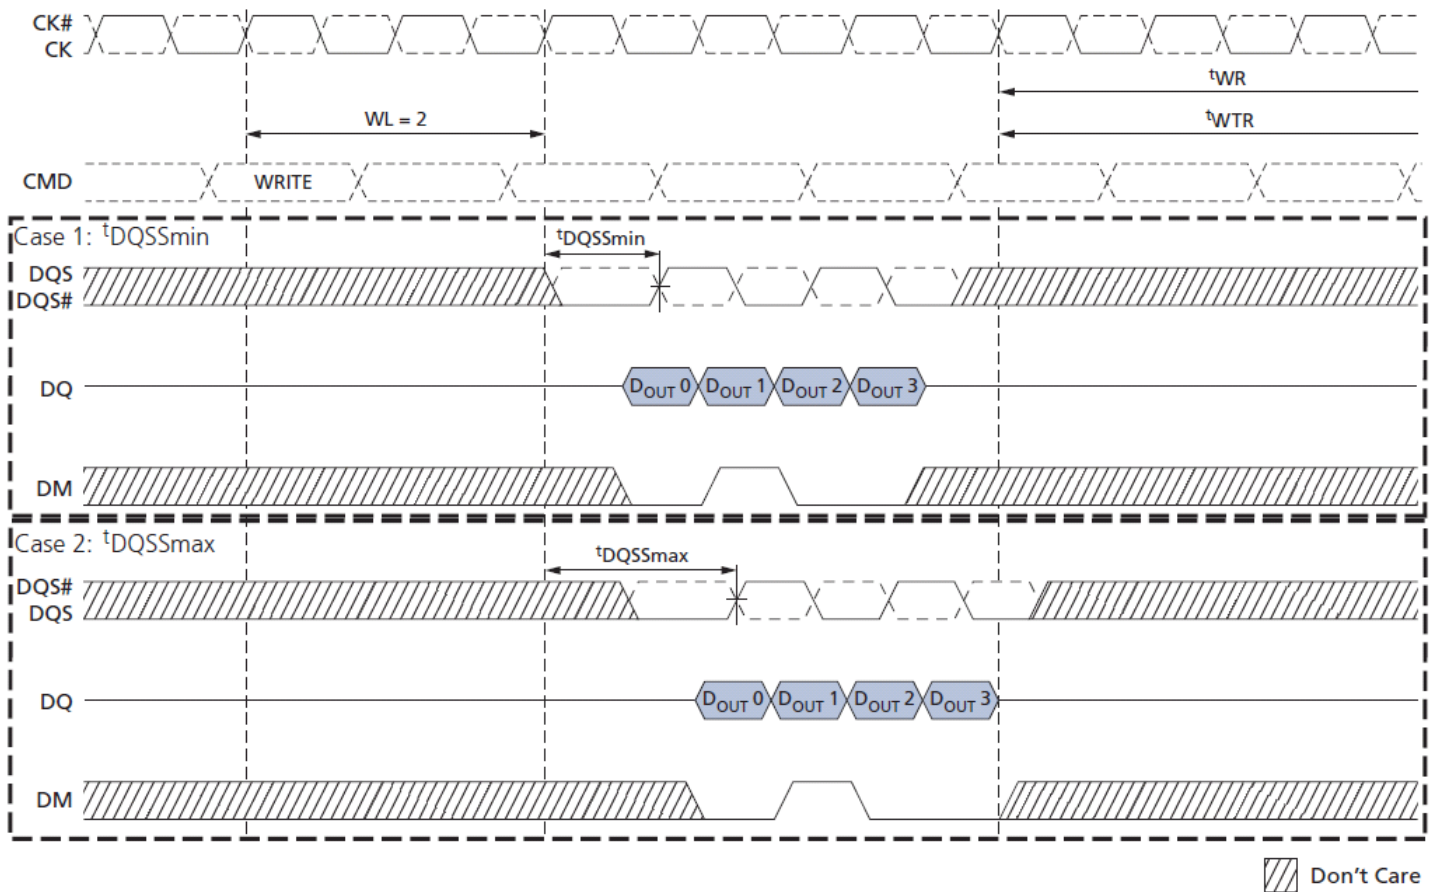 CK#
CK
tWR
WL = 2
tWTR
CMD
WRITE
Case 1: tDQSSmin
tDQSSmin
DQS
DQS#
DQ
DOUT 0 DOUT 1 DOUT 2 DOUT 3
DM
Case 2: tDQSSmax
tDQSSmax
DQS#
DQS
DQ
DOUT 0 DOUT 1 DOUT 2 DOUT 3
DM
Don't Care